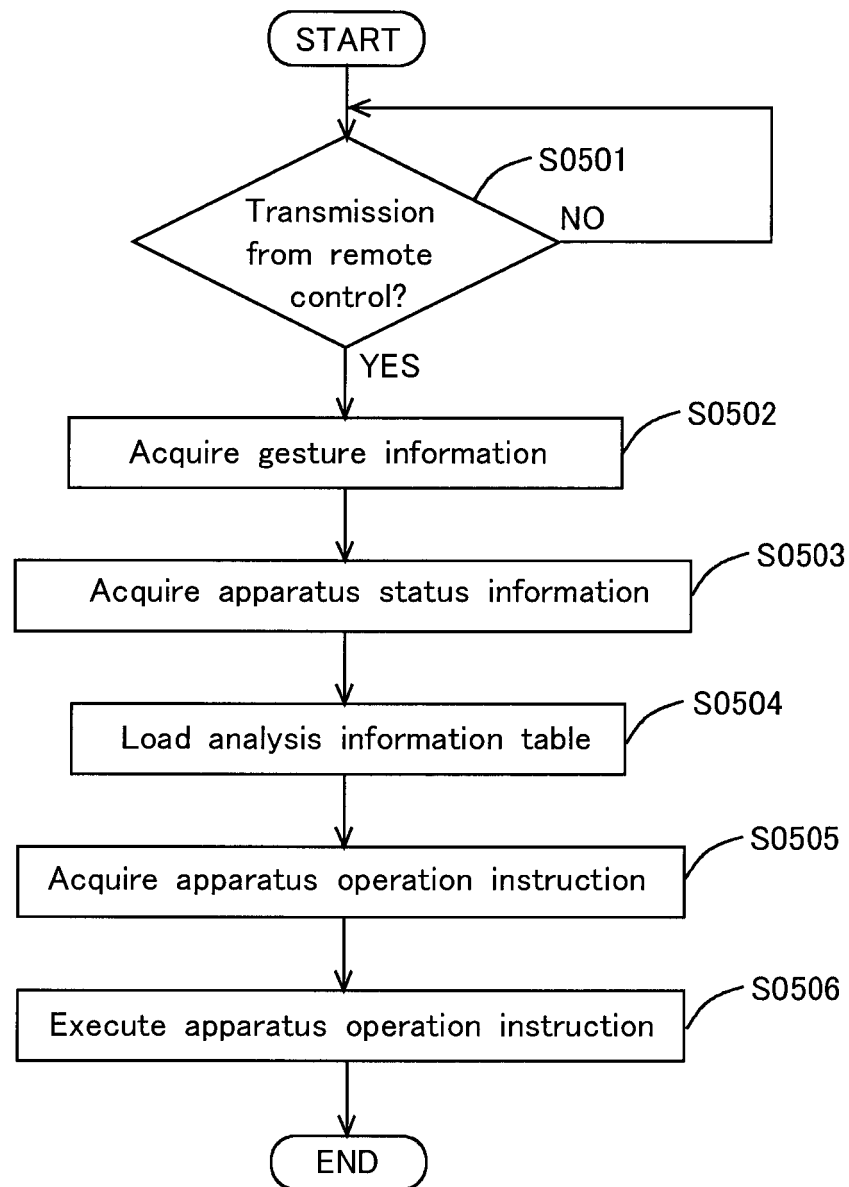 START
S0501
Transmission
from remote
control?
NO
YES
S0502
Acquire gesture information
S0503
Acquire apparatus status information
S0504
Load analysis information table
S0505
Acquire apparatus operation instruction
S0506
Execute apparatus operation instruction
END